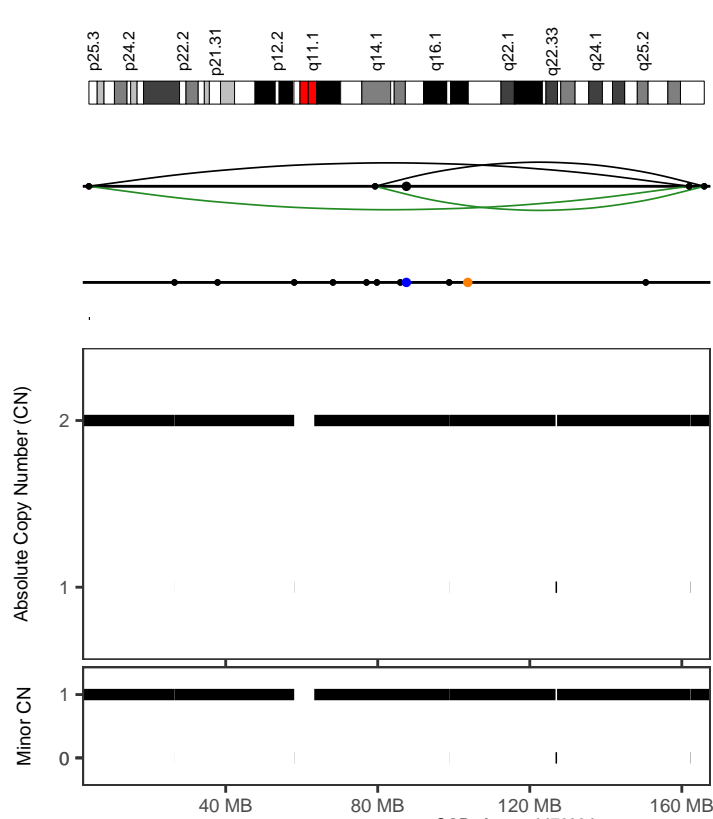 p25.3
p24.2
p22.2
p21.31
p12.2
q11.1
q14.1
q16.1
q22.1
q22.33
q24.1
q25.2
Absolute Copy Number (CN)
2
1
Minor CN
1
0
40 MB
80 MB
120 MB
160 MB